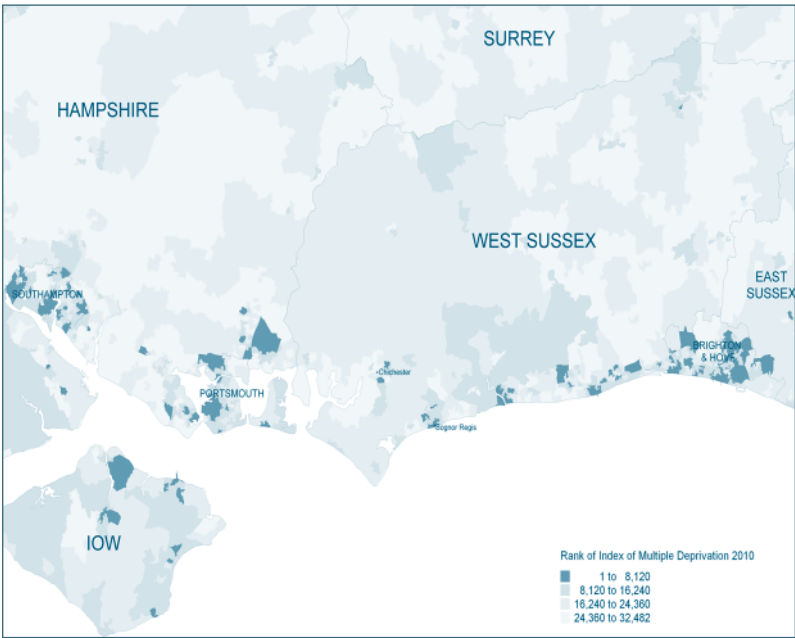 SURREY
HAMPSHIRE
WEST SUSSEX
EAST
SUSSEX
SOUTHAMPTON
BRIGHTON
& HOVE
Chichester
PORTSMOUTH
Bognor Regis
IOW
Rank of Index of Multiple Deprivation 2010
1 to 8,120
8,120 to 16,240
16,240 to 24,360
24,360 to 32,482